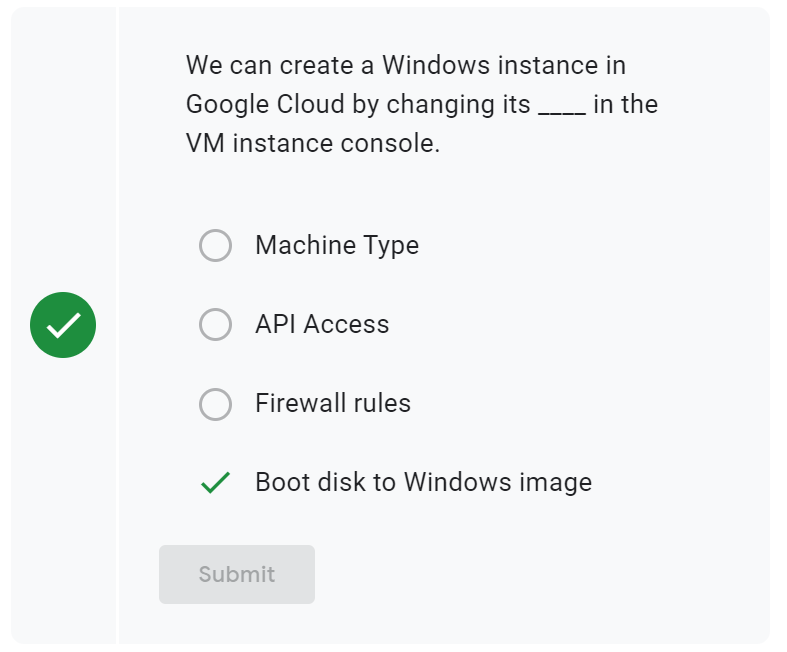 We can create a Windows instance in
Google Cloud by changing its ____ in the
VM instance console.
Machine Type
API Access
Firewall rules
Boot disk to Windows image
Submit